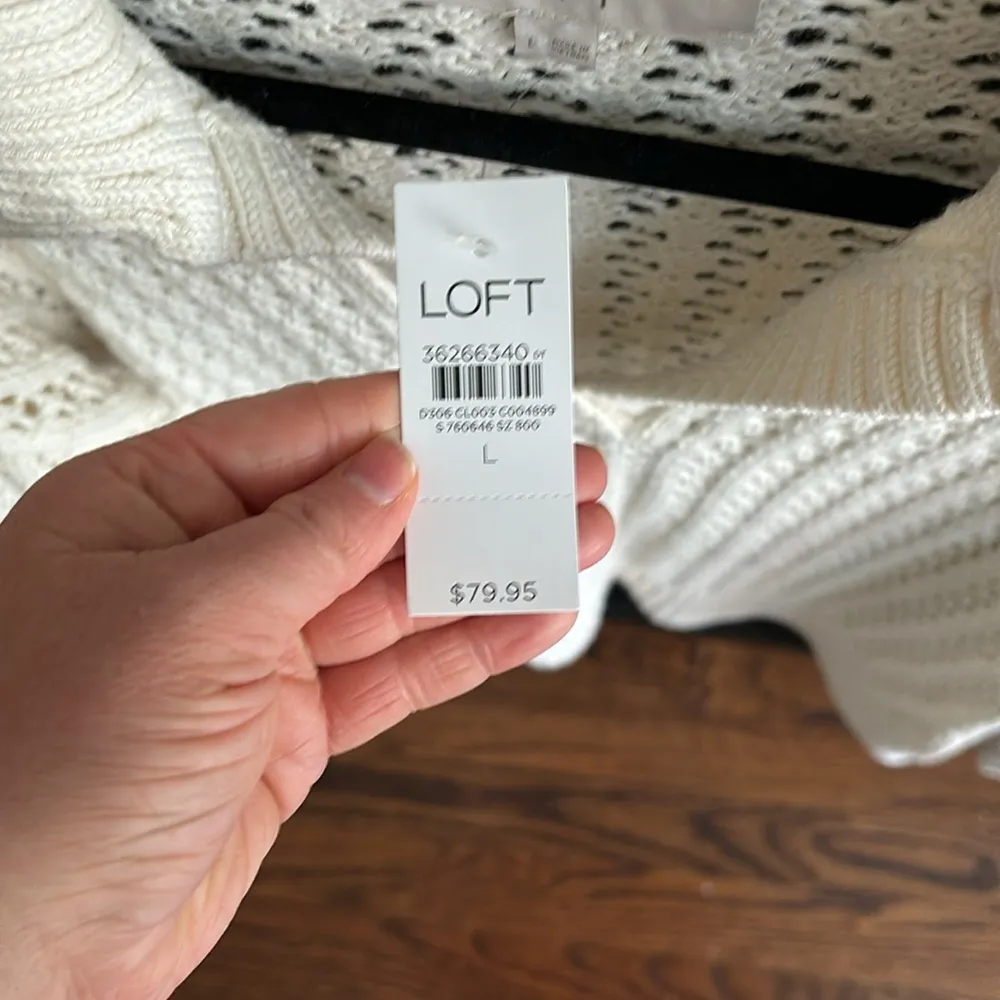 LOFT
36266340
D306 CL003 C004899
S 760646 SZ 800
L
$79.95